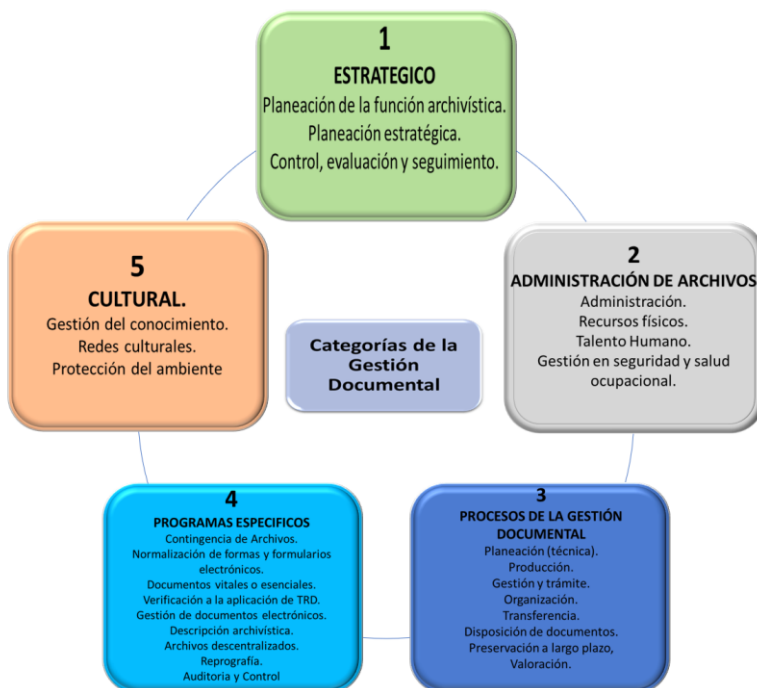 1
ESTRATEGICO
Planeación de la función archivística.
Planeación estratégica.
Control, evaluación y seguimiento.
2
ADMINISTRACIÓN DE ARCHIVOS
Administración.
Recursos físicos.
Talento Humano.
Gestión en seguridad y salud
ocupacional.
3
PROCESOS DE LA GESTIÓN
DOCUMENTAL
Planeación (técnica).
Producción.
Gestión y trámite.
Organización.
Transferencia.
Disposición de documentos.
Preservación a largo plazo,
Valoración.
4
PROGRAMAS ESPECIFICOS
Contingencia de Archivos.
Normalización de formas y formularios
electrónicos.
Documentos vitales o esenciales.
Verificación a la aplicación de TRD.
Gestión de documentos electrónicos.
Descripción archivística.
Archivos descentralizados.
Reprografía.
Auditoria y Control
5
CULTURAL.
Gestión del conocimiento.
Redes culturales.
Protección del ambiente
Categorías de la
Gestión
Documental